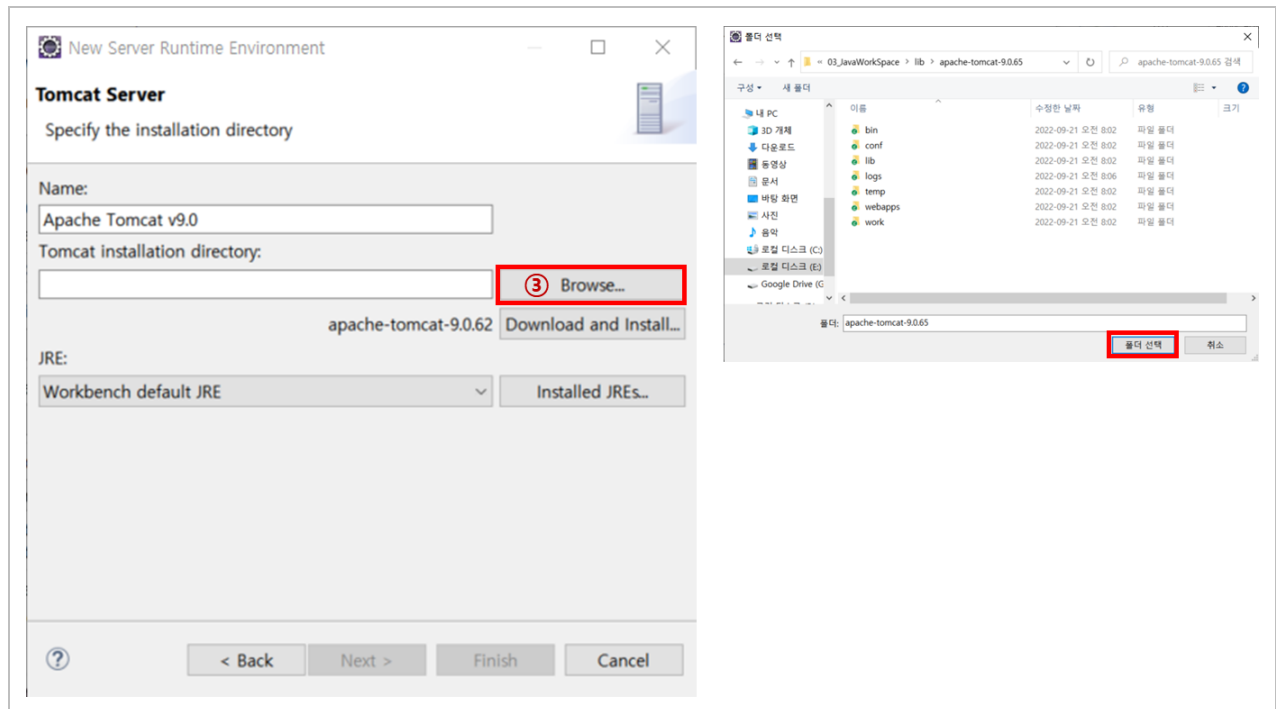 New Server Runtime Environment
Tomcat Server
Specify the installation directory
Name:
Apache Tomcat v9.0
Tomcat installation directory:
③ Browse...
apache-tomcat-9.0.62 Download and Install...
JRE:
Workbench default JRE Installed JREs...
? < Back Next > Finish Cancel
폴더 선택
« 03_JavaWorkSpace > lib > apache-tomcat-9.0.65 apache-tomcat-9.0.65 검색
구성 새 폴더
내 PC
3D 개체
다운로드
동영상
문서
바탕 화면
사진
음악
로컬 디스크 (C:)
로컬 디스크 (E:)
Google Drive (G
이름 수정한 날짜 유형 크기
bin 2022-09-21 오전 8:02 파일 폴더
conf 2022-09-21 오전 8:02 파일 폴더
lib 2022-09-21 오전 8:02 파일 폴더
logs 2022-09-21 오전 8:06 파일 폴더
temp 2022-09-21 오전 8:02 파일 폴더
webapps 2022-09-21 오전 8:02 파일 폴더
work 2022-09-21 오전 8:02 파일 폴더
폴더: apache-tomcat-9.0.65
폴더 선택 취소